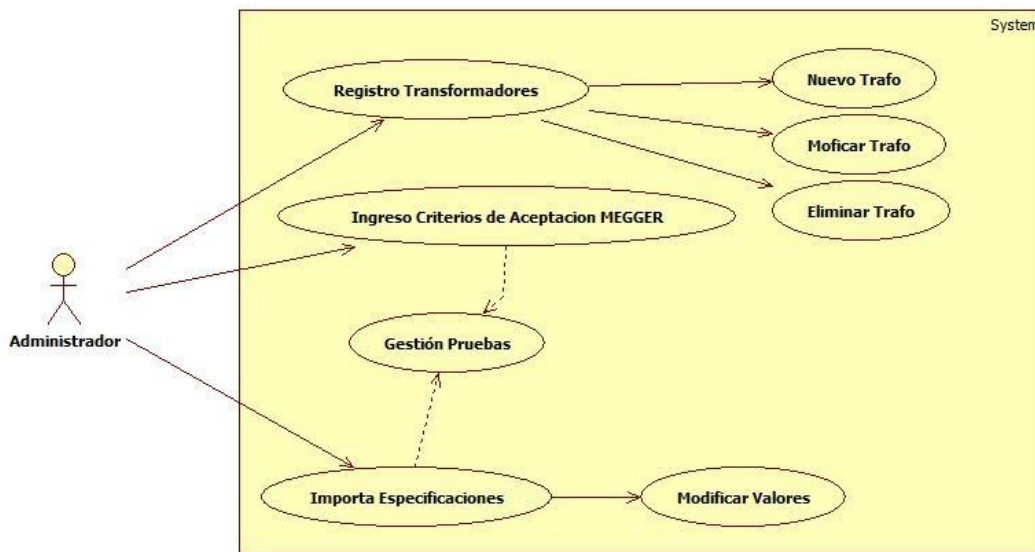 System
Registro Transformadores
Nuevo Trafo
Moficar Trafo
Eliminar Trafo
Ingreso Criterios de Aceptacion MEGGER
Administrador
Gestión Pruebas
Importa Especificaciones
Modificar Valores